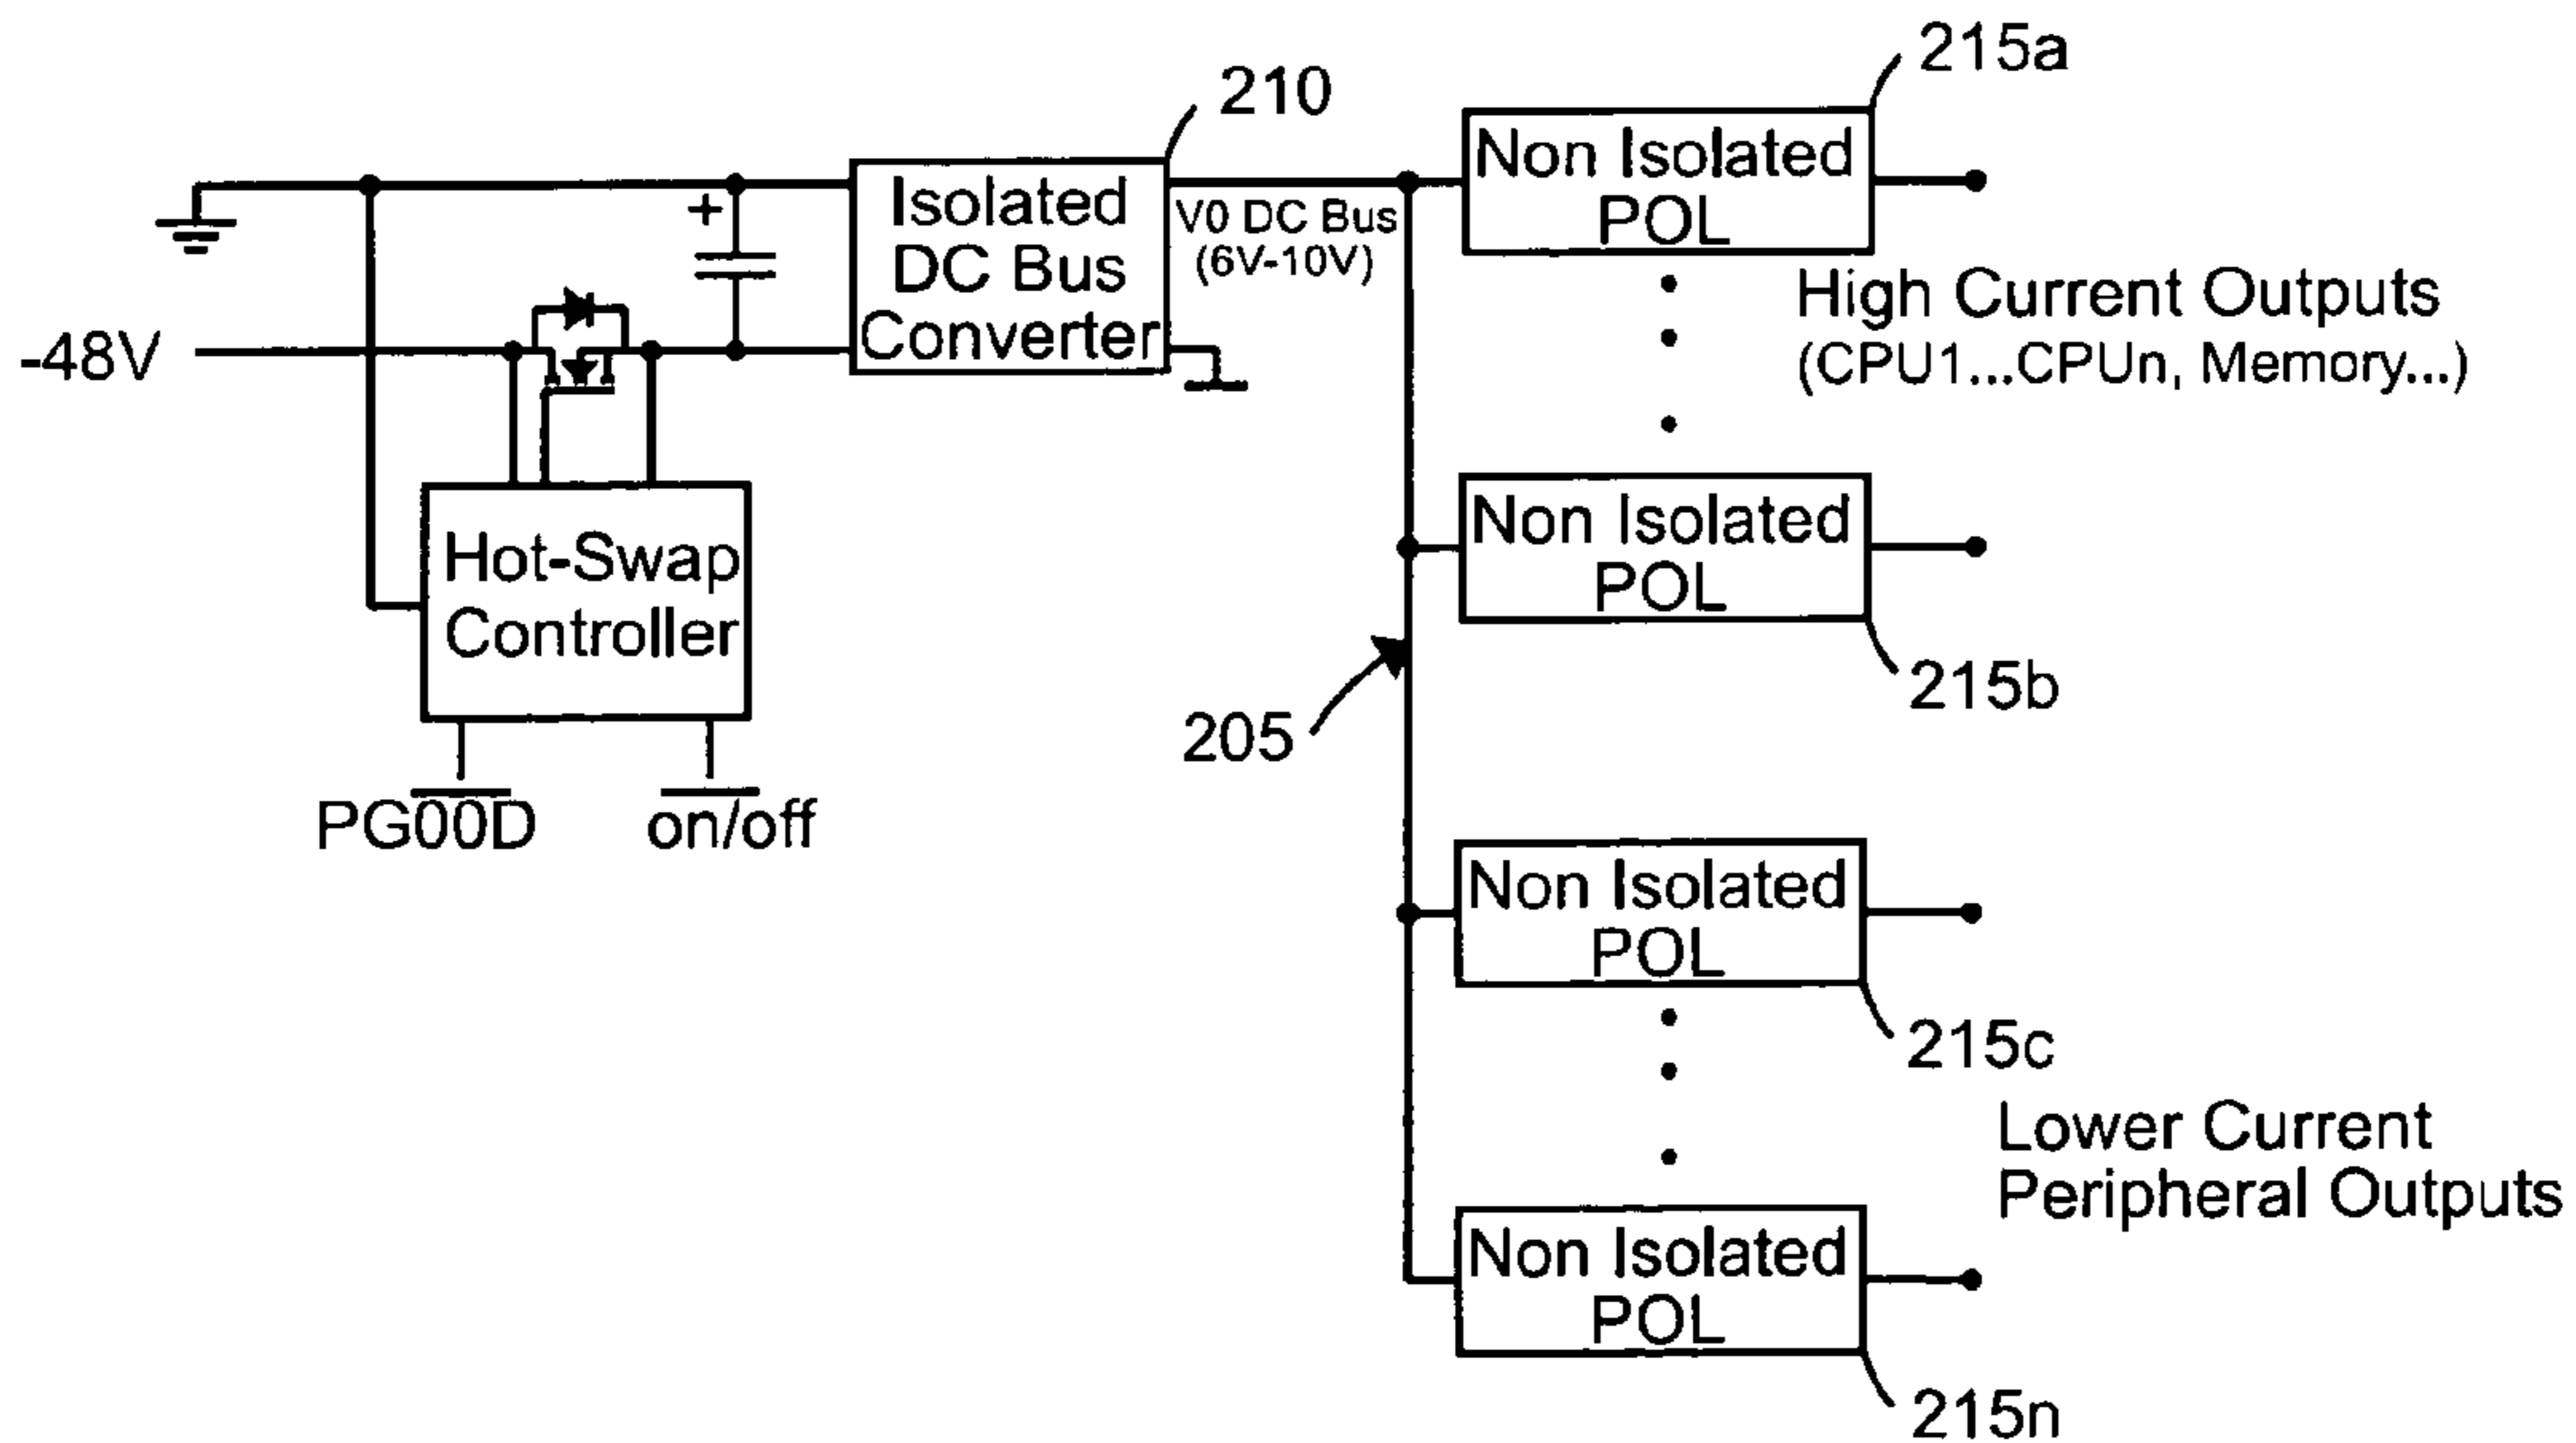 215a
210
Non Isolated
POL
Isolated
DC Bus
Converter
+
V0 DC Bus
(6V-10V)
High Current Outputs
(CPU1...CPUn, Memory...)
-48V
Non Isolated
POL
Hot-Swap
Controller
215b
205
PG00D
on/off
Non Isolated
POL
215c
Lower Current
Peripheral Outputs
Non Isolated
POL
215n